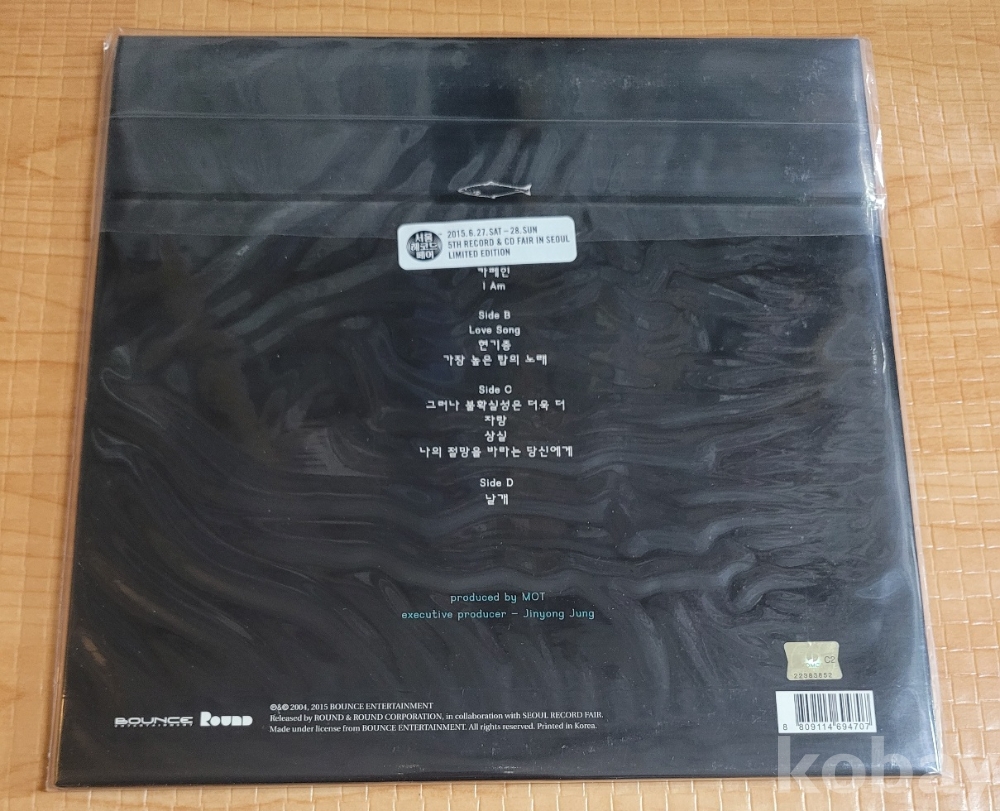 서울
레코드
페어
2015.6.27.SAT – 28.SUN
5TH RECORD & CD FAIR IN SEOUL
LIMITED EDITION
카페인
I Am
Side B
Love Song
현기증
가장 높은 탑의 노래
Side C
그러나 불확실성은 더욱 더
자랑
상실
나의 절망을 바라는 당신에게
Side D
날개
produced by MOT
executive producer – Jinyong Jung
C2
22083852
BOUNCE
ENTERTAINMENT
ROUND
℗&© 2004, 2015 BOUNCE ENTERTAINMENT
Released by ROUND & ROUND CORPORATION, in collaboration with SEOUL RECORD FAIR.
Made under license from BOUNCE ENTERTAINMENT. All rights reserved. Printed in Korea.
8 809114 694707
kobay